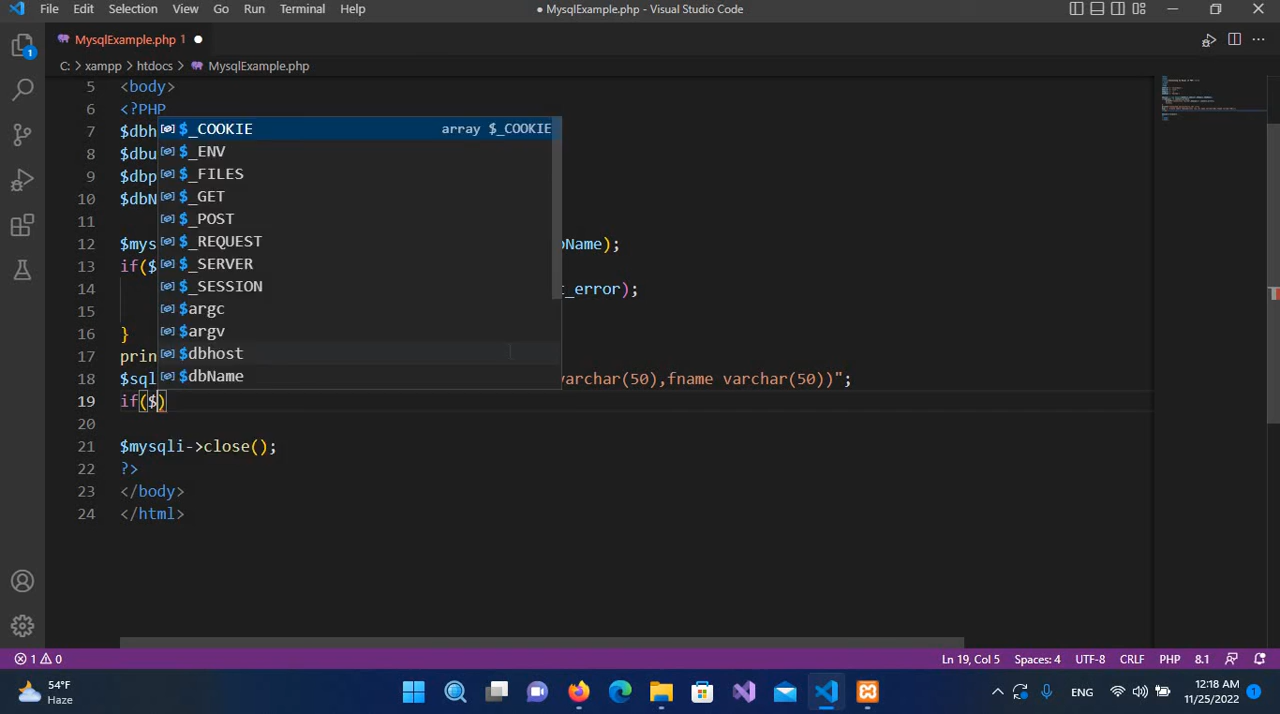 File Edit Selection View Go Run Terminal Help
● MysqlExample.php - Visual Studio Code
MysqlExample.php 1 ●
C: > xampp > htdocs > MysqlExample.php
5 <body>
6 <?PHP
7 $dbh
8 $dbu
9 $dbp
10 $dbN
11
12 $mys bName);
13 if($
14 t_error);
15
16 }
17 prin
18 $sql varchar(50),fname varchar(50))";
19 if($)
20
21 $mysqli->close();
22 ?>
23 </body>
24 </html>
$_COOKIE array $_COOKIE
$_ENV
$_FILES
$_GET
$_POST
$_REQUEST
$_SERVER
$_SESSION
$argc
$argv
$dbhost
$dbName
1
1 0 Ln 19, Col 5 Spaces: 4 UTF-8 CRLF PHP 8.1
54°F
Haze
ENG
12:18 AM
11/25/2022
1